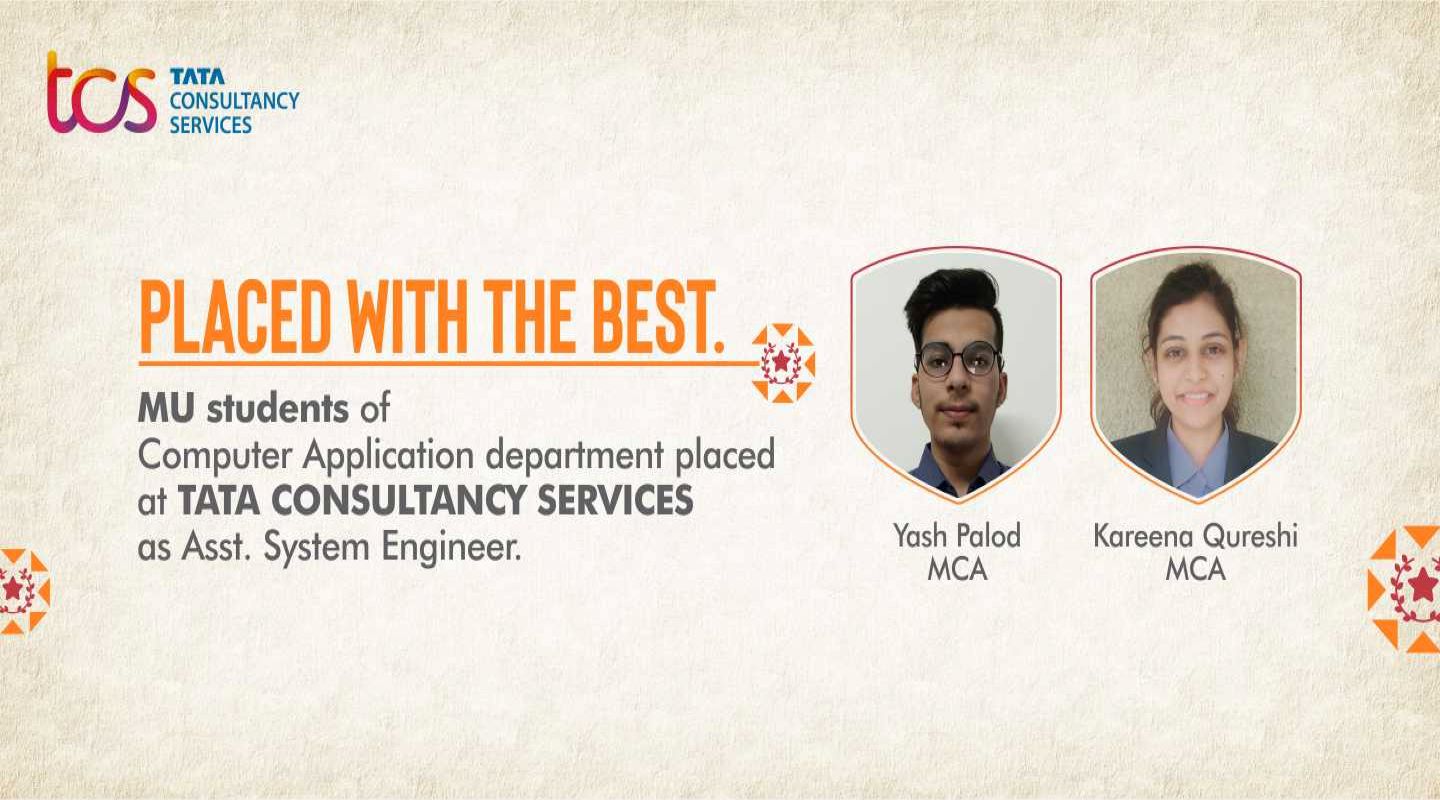 tcs
TATA
CONSULTANCY
SERVICES
PLACED WITH THE BEST.
MU students of
Computer Application department placed
at TATA CONSULTANCY SERVICES
as Asst. System Engineer.
Yash Palod
MCA
Kareena Qureshi
MCA